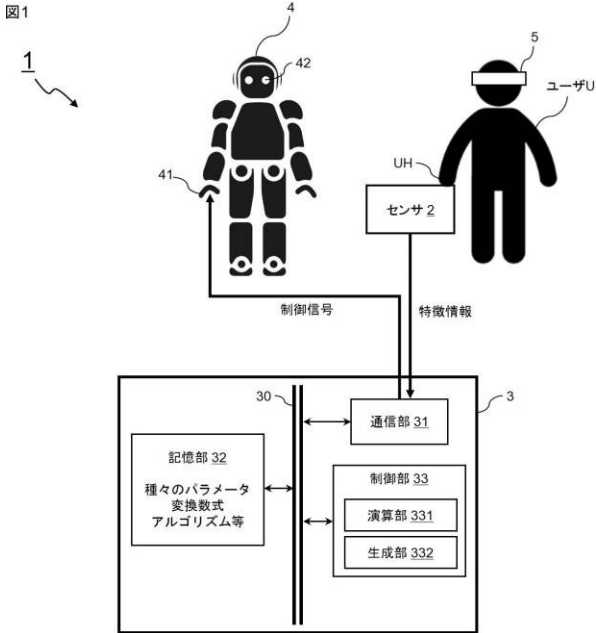 図1
1
4
42
41
5
ユーザU
UH
センサ 2
制御信号
特徴情報
30
3
通信部 31
記憶部 32
種々のパラメータ
変換数式
アルゴリズム等
制御部 33
演算部 331
生成部 332